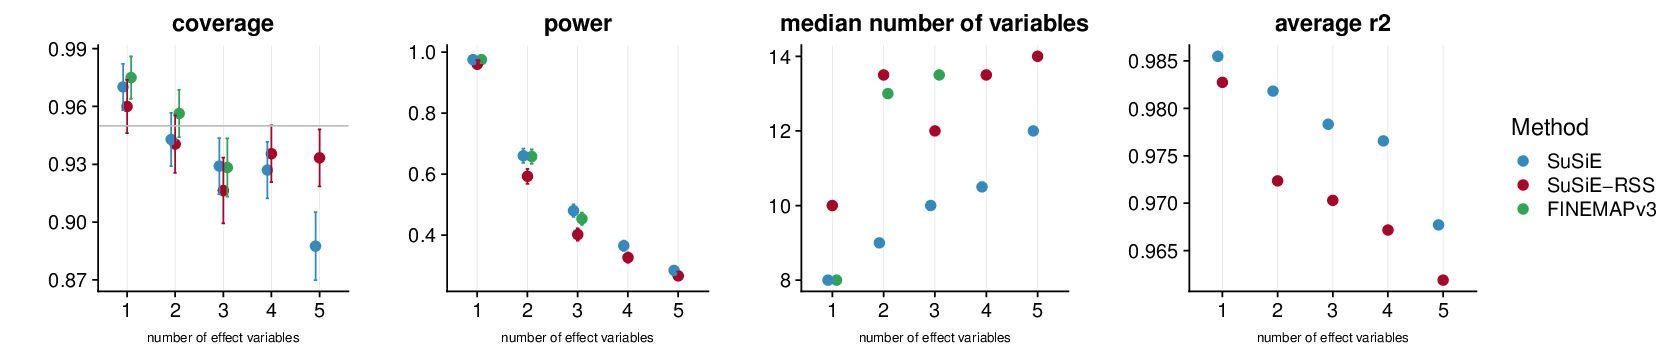 coverage
0.99
0.96
0.93
0.90
0.87
1 2 3 4 5
number of effect variables
power
1.0
0.8
0.6
0.4
1 2 3 4 5
number of effect variables
median number of variables
14
12
10
8
1 2 3 4 5
number of effect variables
average r2
0.985
0.980
0.975
0.970
0.965
1 2 3 4 5
number of effect variables
Method
SuSiE
SuSiE−RSS
FINEMAPv3